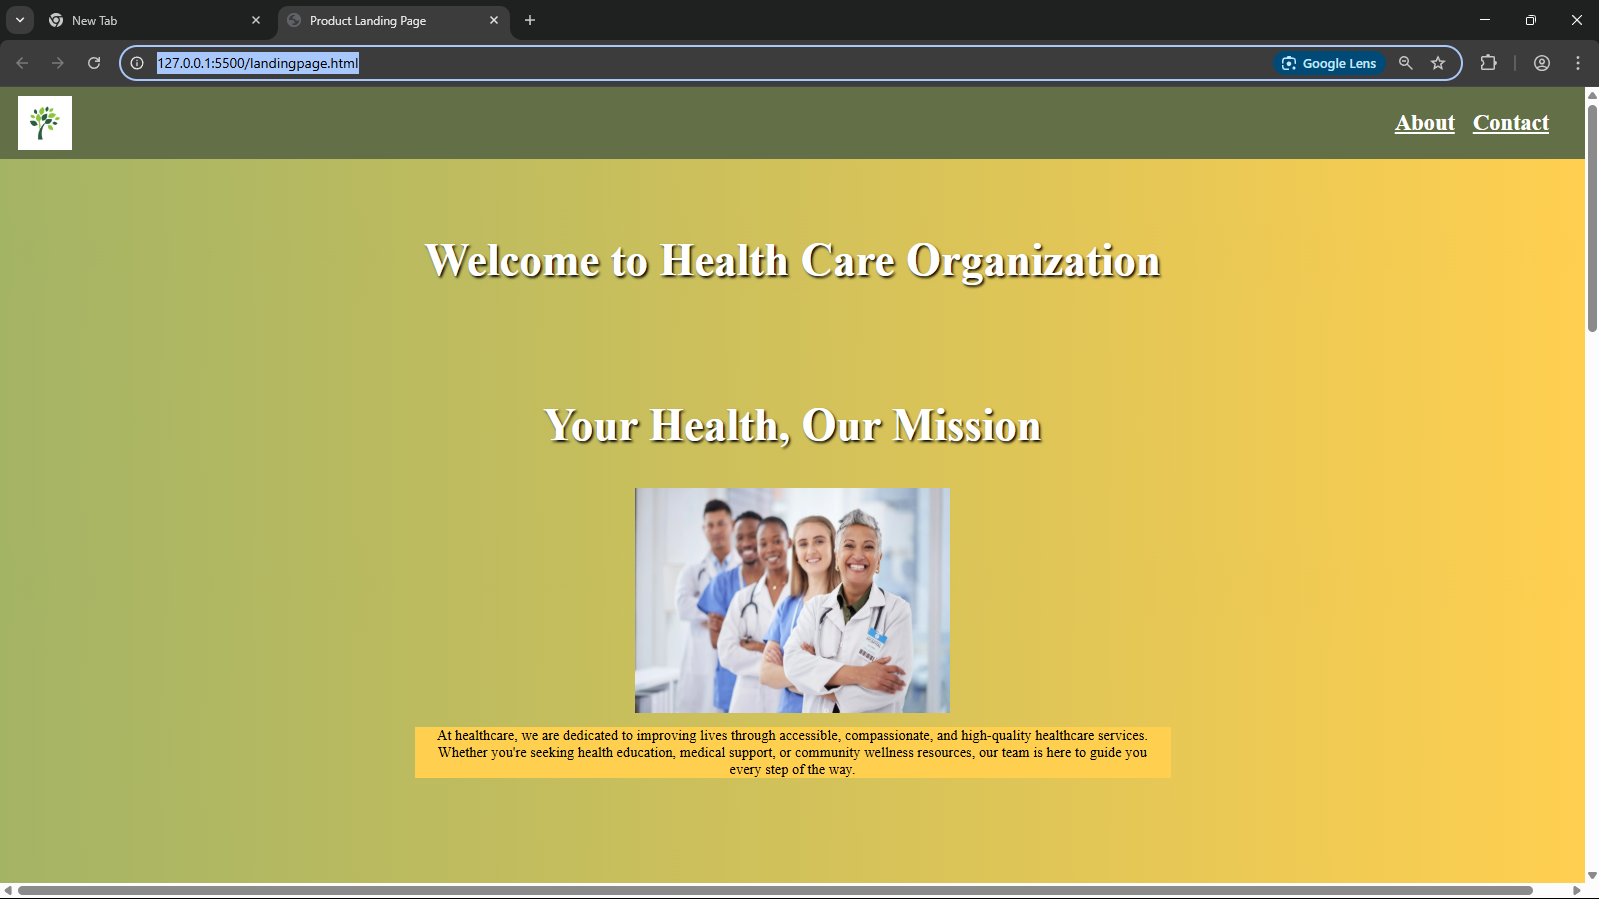 New Tab
Product Landing Page
127.0.0.1:5500/landingpage.html
Google Lens
About Contact
Welcome to Health Care Organization
Your Health, Our Mission
At healthcare, we are dedicated to improving lives through accessible, compassionate, and high-quality healthcare services.
Whether you're seeking health education, medical support, or community wellness resources, our team is here to guide you
every step of the way.